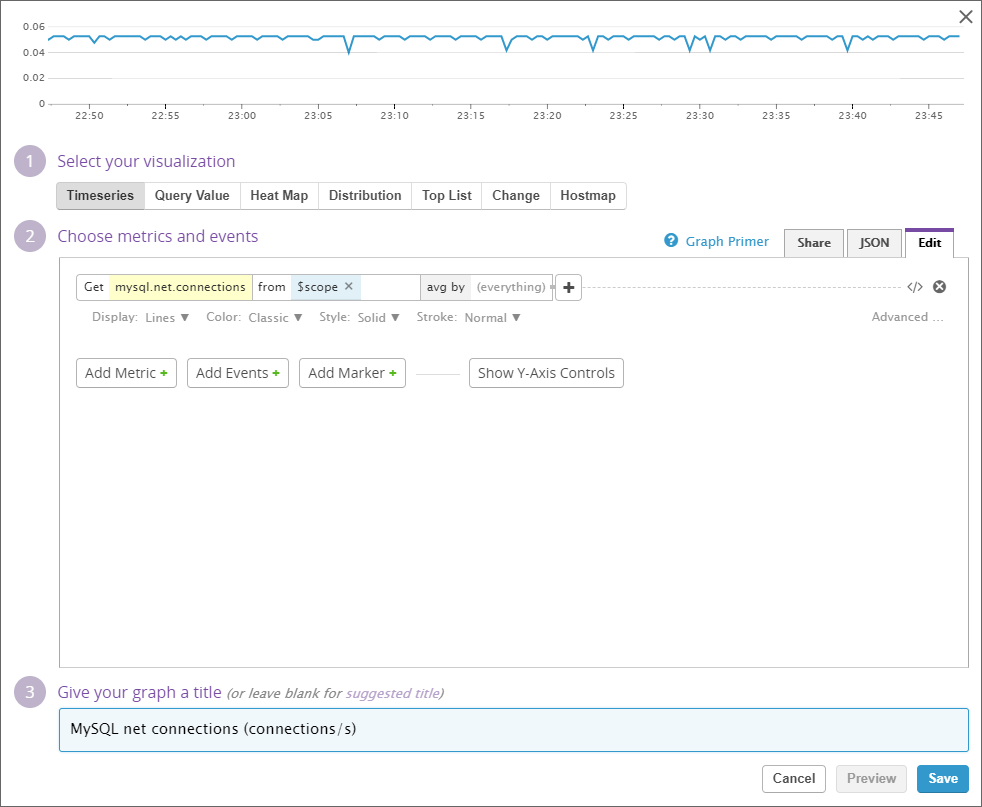 0.06
0.04
0.02
0
22:50 22:55 23:00 23:05 23:10 23:15 23:20 23:25 23:30 23:35 23:40 23:45
1 Select your visualization
Timeseries Query Value Heat Map Distribution Top List Change Hostmap
2 Choose metrics and events
? Graph Primer Share JSON Edit
Get mysql.net.connections from $scope × avg by (everything) + </>
Display: Lines ▼ Color: Classic ▼ Style: Solid ▼ Stroke: Normal ▼ Advanced ...
Add Metric + Add Events + Add Marker + Show Y-Axis Controls
3 Give your graph a title (or leave blank for suggested title)
MySQL net connections (connections/s)
Cancel Preview Save